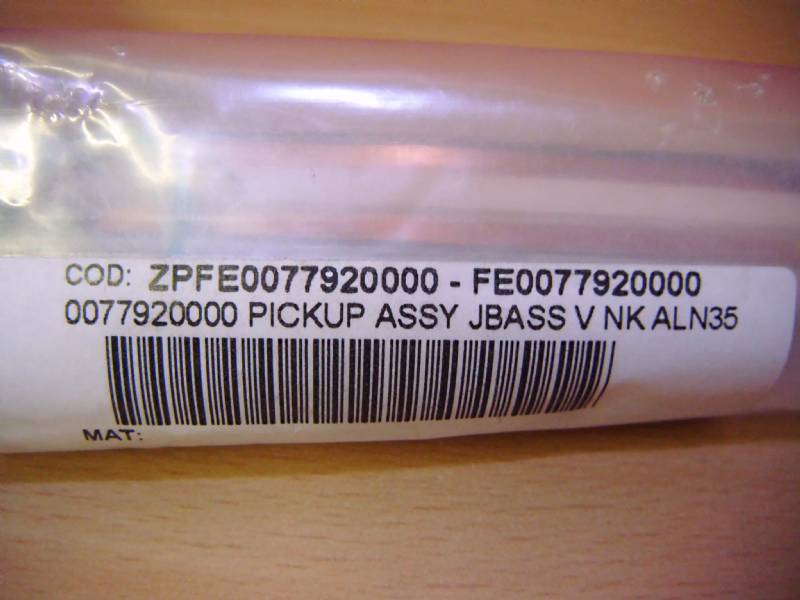 COD: ZPFE0077920000 - FE0077920000
0077920000 PICKUP ASSY JBASS V NK ALN35
MAT: